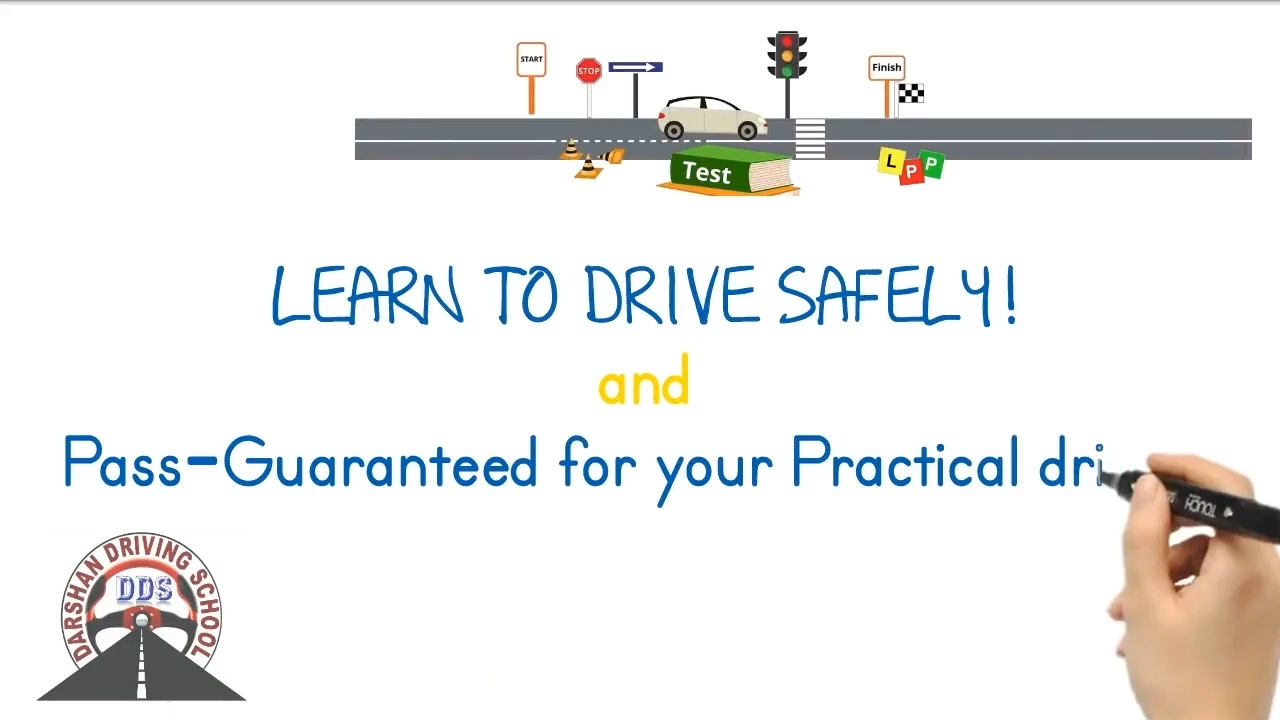 START
STOP
Finish
Test
L
P
P
LEARN TO DRIVE SAFELY!
and
Pass-Guaranteed for your Practical dri
TOUCH
DARSHAN DRIVING SCHOOL
DDS